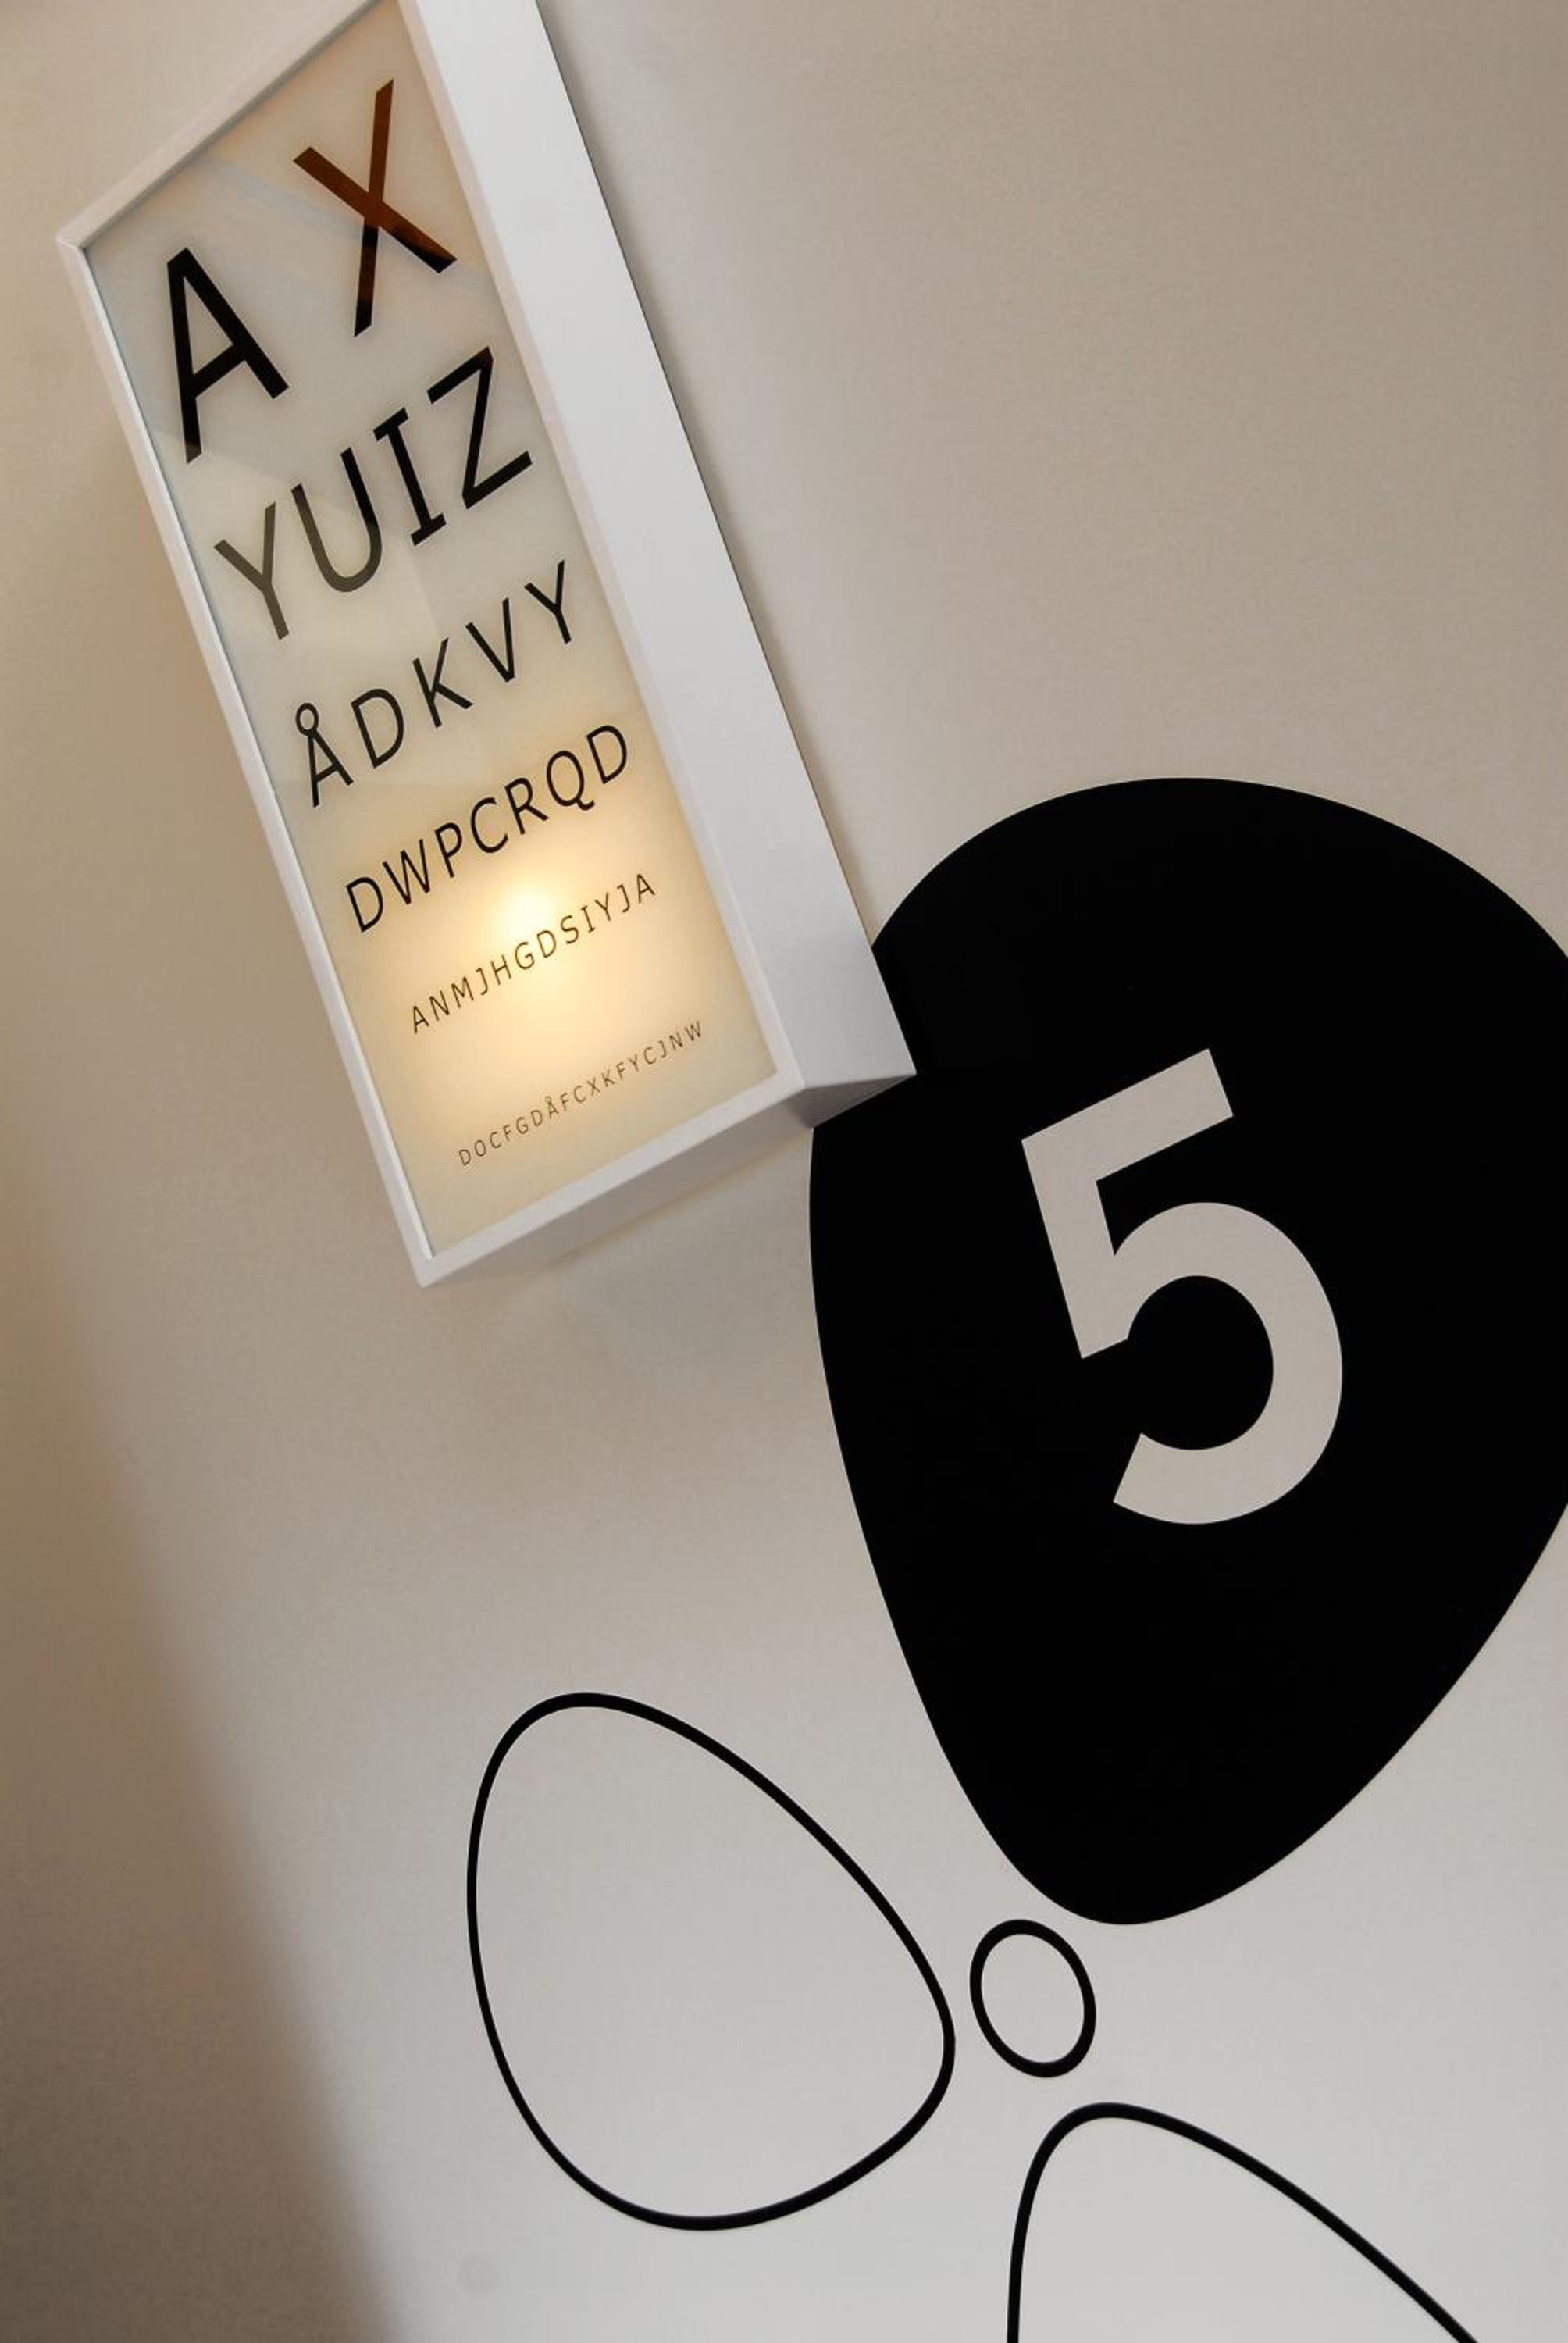 A X
YUIZ
ÅDKVY
DWPCRQD
ANMJHGDSIYJA
DOCFGDÅFCXKFYCJNW
5